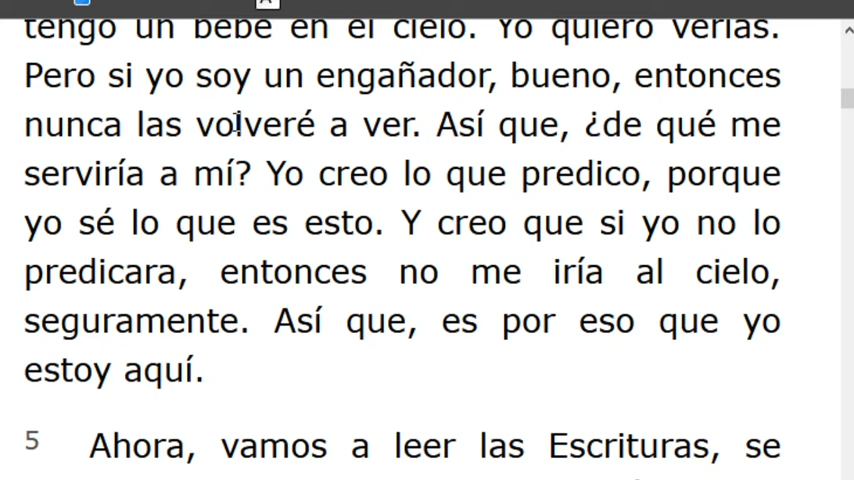 tengo un bebé en el cielo. Yo quiero verlas.
Pero si yo soy un engañador, bueno, entonces
nunca las volveré a ver. Así que, ¿de qué me
serviría a mí? Yo creo lo que predico, porque
yo sé lo que es esto. Y creo que si yo no lo
predicara, entonces no me iría al cielo,
seguramente. Así que, es por eso que yo
estoy aquí.
5 Ahora, vamos a leer las Escrituras, se